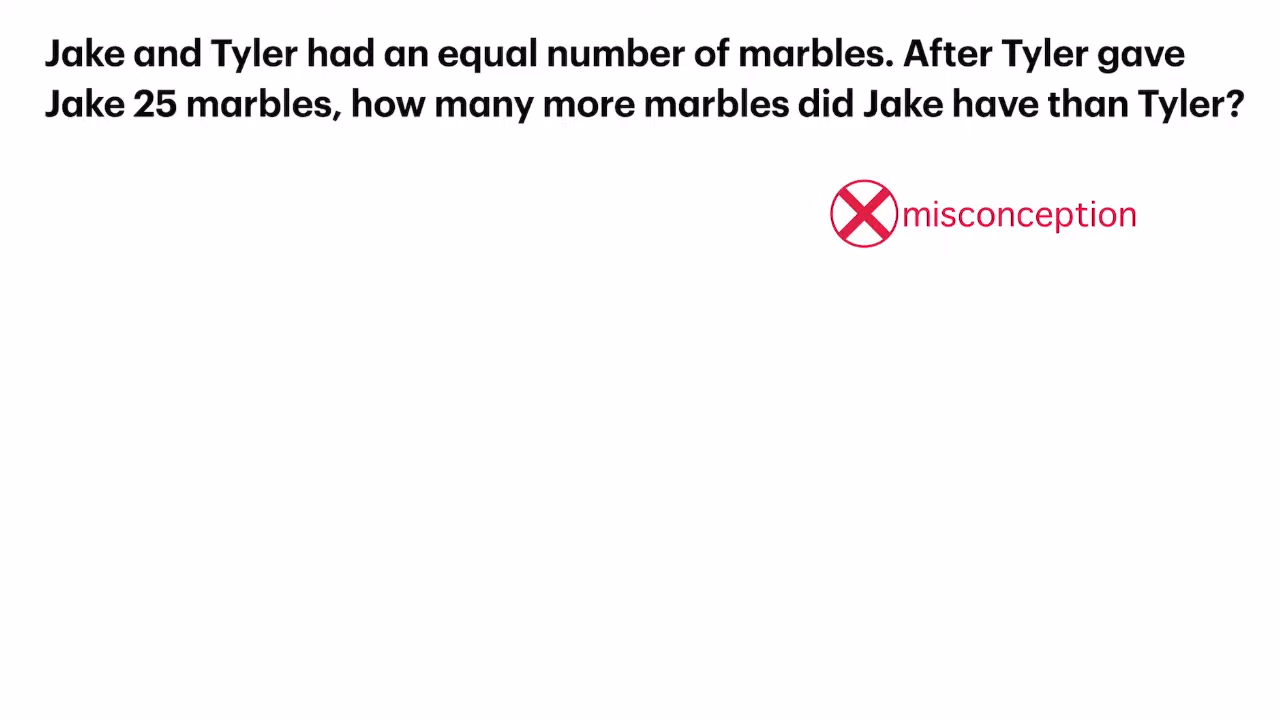 Jake and Tyler had an equal number of marbles. After Tyler gave
Jake 25 marbles, how many more marbles did Jake have than Tyler?
misconception